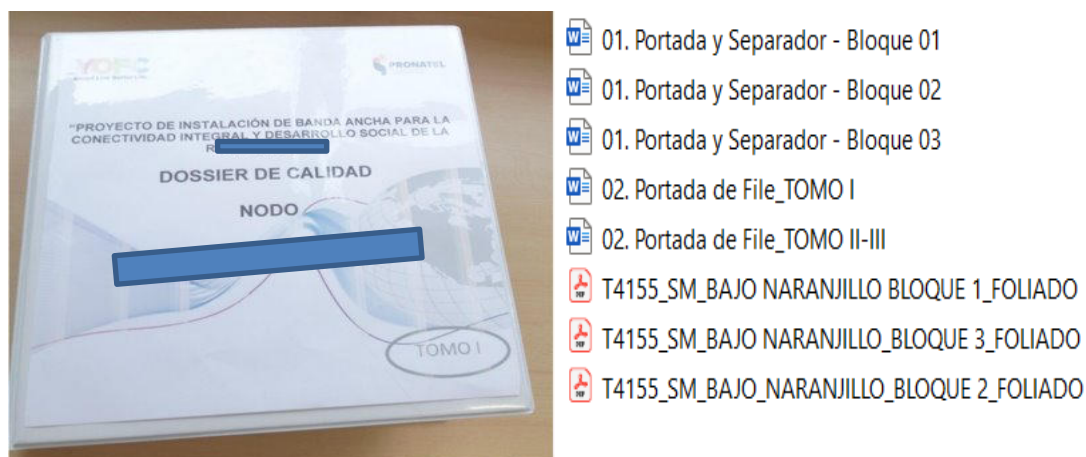 YOFC
PRONATEL
"PROYECTO DE INSTALACIÓN DE BANDA ANCHA PARA LA
CONECTIVIDAD INTEGRAL Y DESARROLLO SOCIAL DE LA
DOSSIER DE CALIDAD
NODO
TOMO I
01. Portada y Separador - Bloque 01
01. Portada y Separador - Bloque 02
01. Portada y Separador - Bloque 03
02. Portada de File_TOMO I
02. Portada de File_TOMO II-III
T4155_SM_BAJO NARANJILLO BLOQUE 1_FOLIADO
T4155_SM_BAJO NARANJILLO_BLOQUE 3_FOLIADO
T4155_SM_BAJO_NARANJILLO_BLOQUE 2_FOLIADO